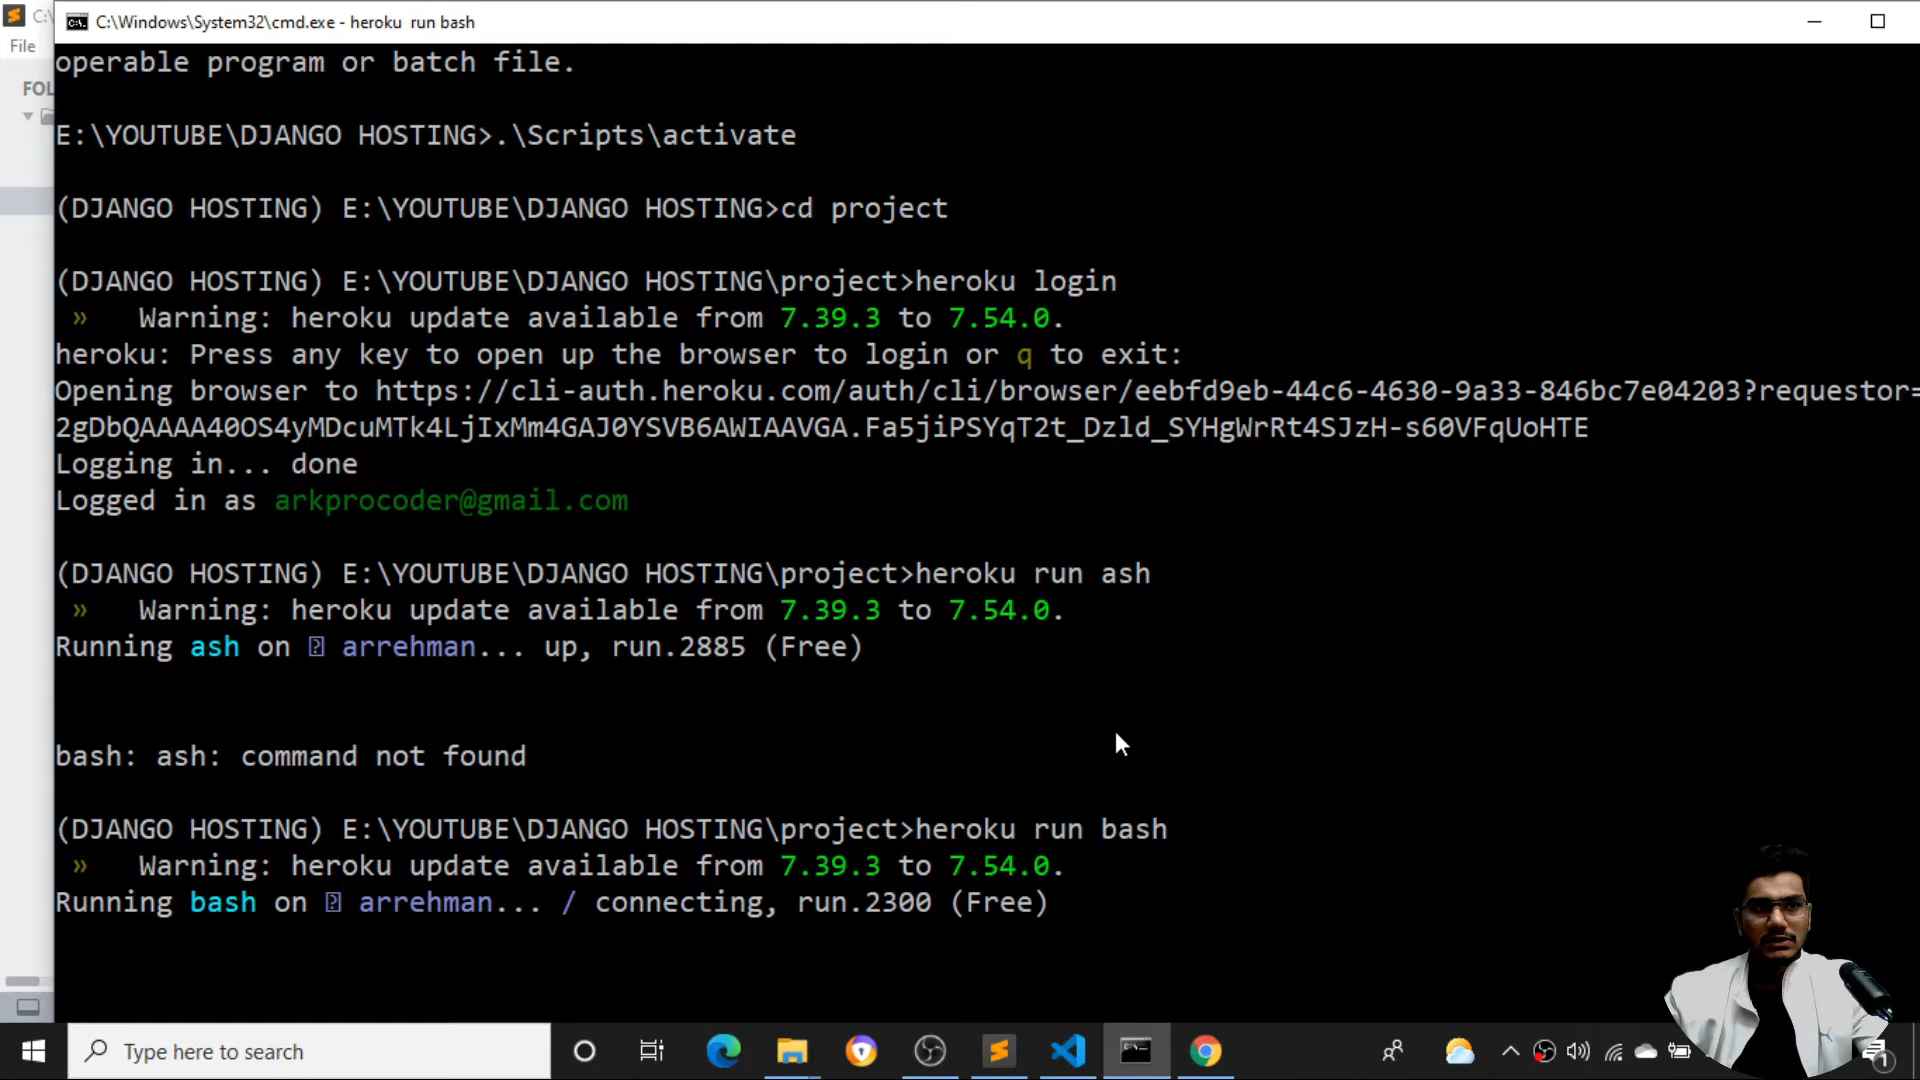 C:\Windows\System32\cmd.exe - heroku  run bash
File
FOL
operable program or batch file.
E:\YOUTUBE\DJANGO HOSTING>.\Scripts\activate
(DJANGO HOSTING) E:\YOUTUBE\DJANGO HOSTING>cd project
(DJANGO HOSTING) E:\YOUTUBE\DJANGO HOSTING\project>heroku login
»   Warning: heroku update available from 7.39.3 to 7.54.0.
heroku: Press any key to open up the browser to login or q to exit:
Opening browser to https://cli-auth.heroku.com/auth/cli/browser/eebfd9eb-44c6-4630-9a33-846bc7e04203?requestor=
2gDbQAAAA40OS4yMDcuMTk4LjIxMm4GAJ0YSVB6AWIAAVGA.Fa5jiPSYqT2t_Dzld_SYHgWrRt4SJzH-s60VFqUoHTE
Logging in... done
Logged in as arkprocoder@gmail.com
(DJANGO HOSTING) E:\YOUTUBE\DJANGO HOSTING\project>heroku run ash
»   Warning: heroku update available from 7.39.3 to 7.54.0.
Running ash on ⍰ arrehman... up, run.2885 (Free)
bash: ash: command not found
(DJANGO HOSTING) E:\YOUTUBE\DJANGO HOSTING\project>heroku run bash
»   Warning: heroku update available from 7.39.3 to 7.54.0.
Running bash on ⍰ arrehman... / connecting, run.2300 (Free)
Type here to search
1